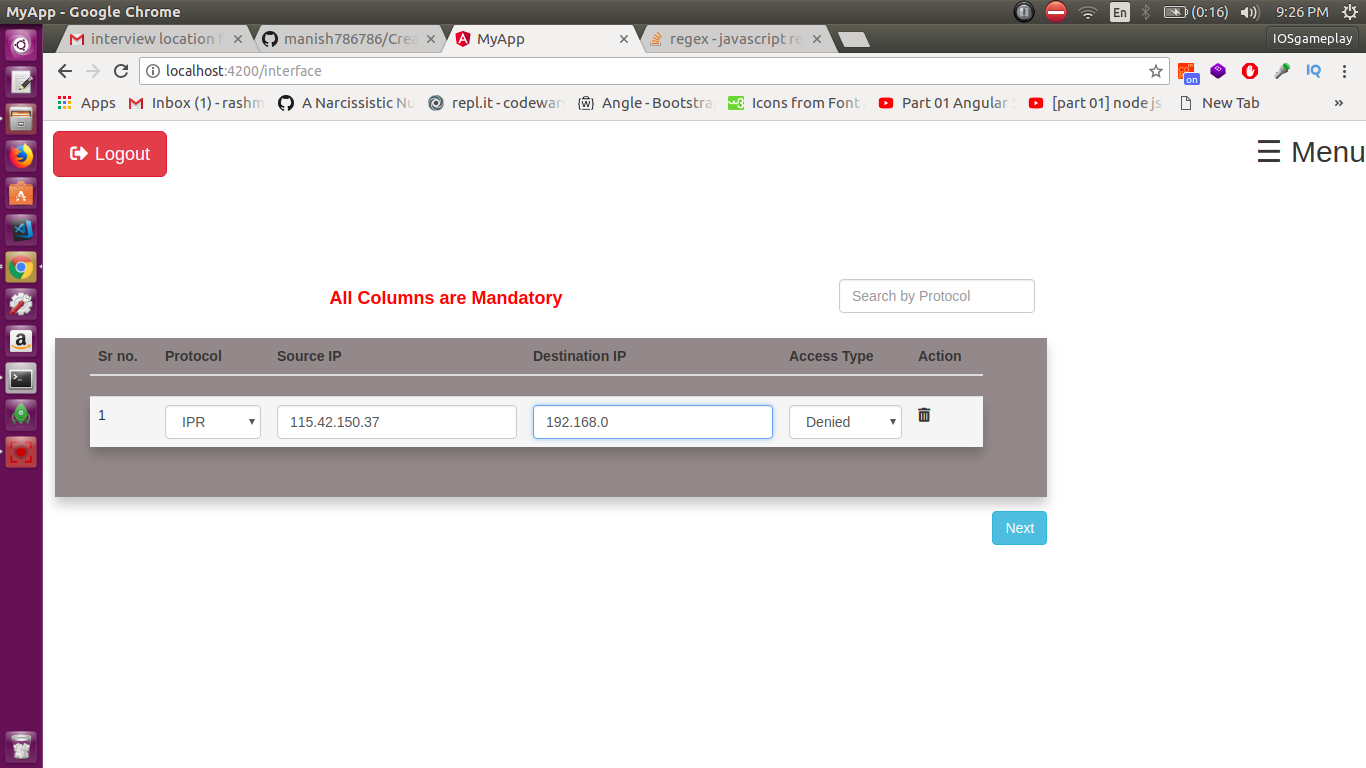 MyApp - Google Chrome
En
(0:16)
9:26 PM
interview location
manish786786/Crea
MyApp
regex - javascript re
IOSgameplay
localhost:4200/interface
on
IQ
Apps
Inbox (1) - rashm
A Narcissistic Nu
repl.it - codewar
Angle - Bootstra
Icons from Font
Part 01 Angular
[part 01] node js
New Tab
»
Logout
☰ Menu
All Columns are Mandatory
Search by Protocol
Sr no. Protocol Source IP Destination IP Access Type Action
1 IPR 115.42.150.37 192.168.0 Denied
Next